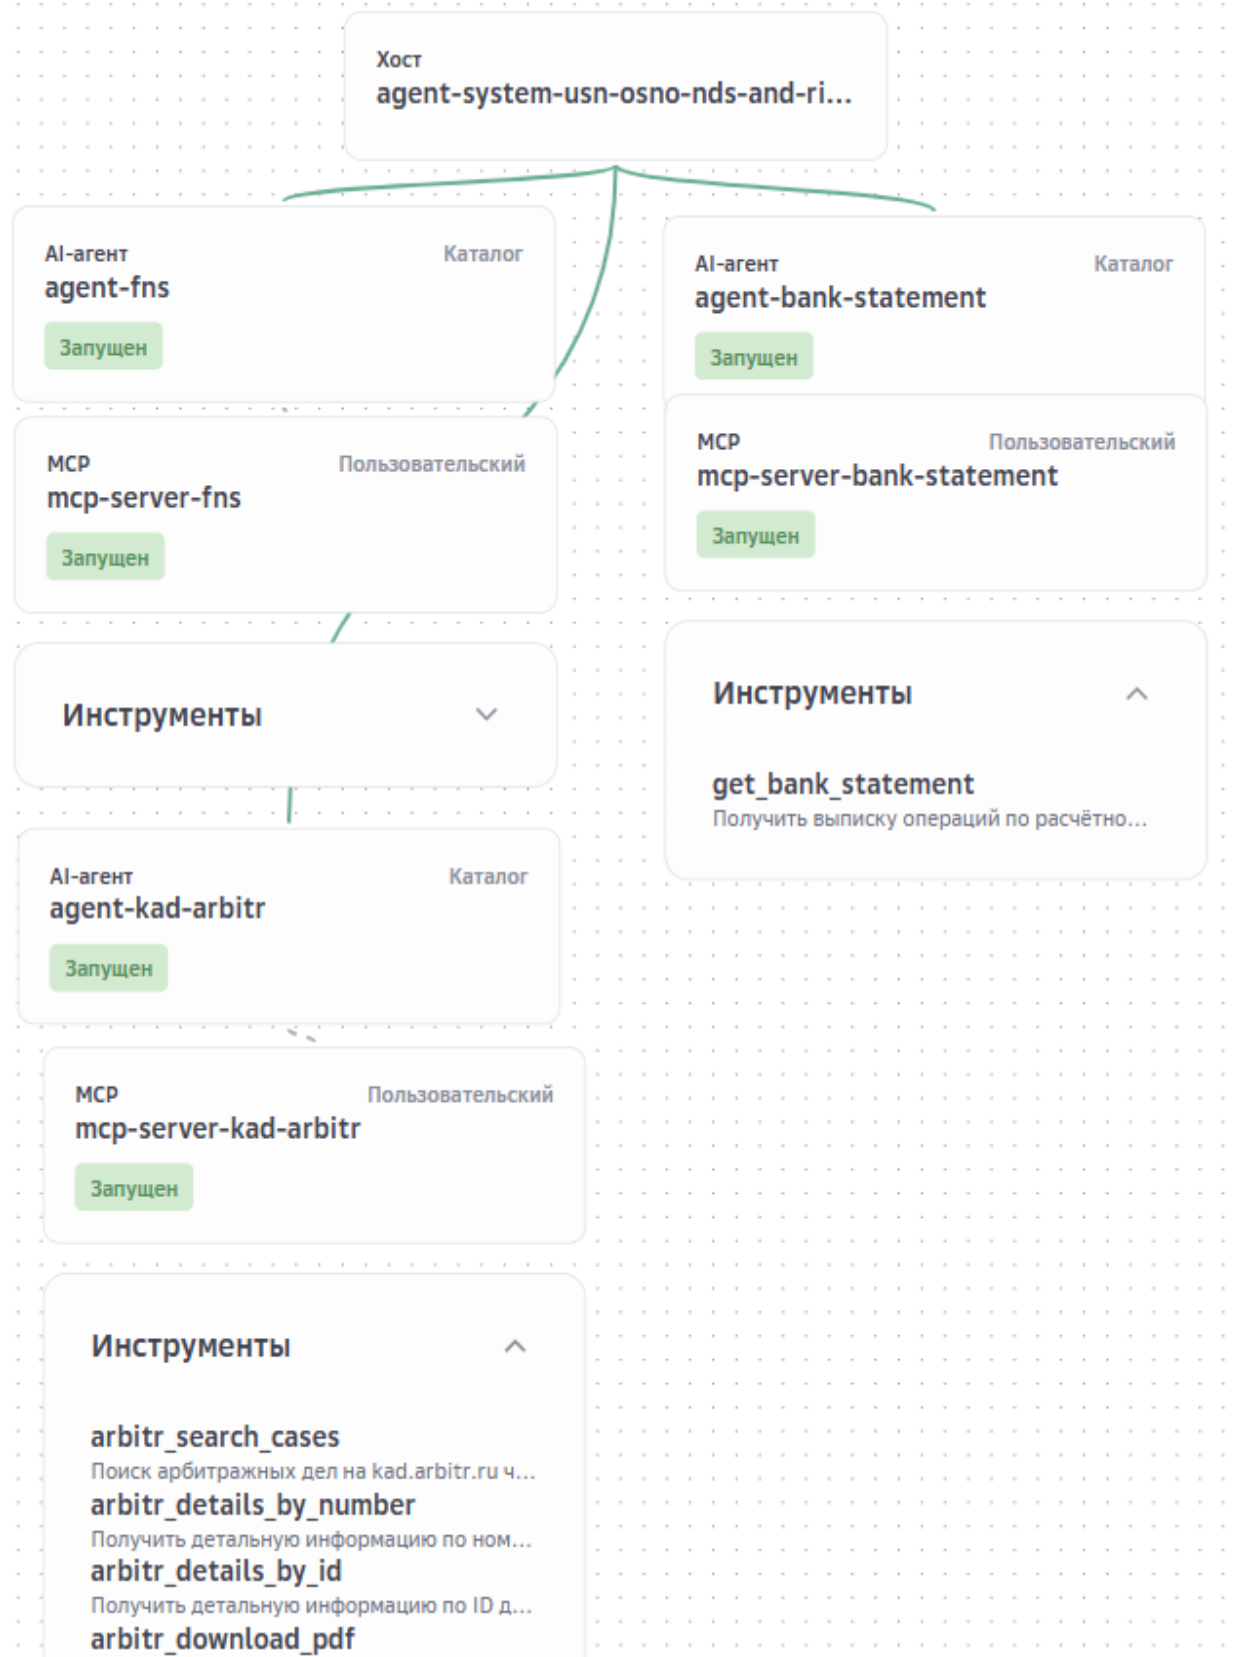 Хост
agent-system-usn-osno-nds-and-ri...
AI-агент
Каталог
agent-fns
Запущен
MCP
Пользовательский
mcp-server-fns
Запущен
Инструменты
AI-агент
Каталог
agent-kad-arbitr
Запущен
MCP
Пользовательский
mcp-server-kad-arbitr
Запущен
Инструменты
arbitr_search_cases
Поиск арбитражных дел на kad.arbitr.ru ч...
arbitr_details_by_number
Получить детальную информацию по ном...
arbitr_details_by_id
Получить детальную информацию по ID д...
arbitr_download_pdf
AI-агент
Каталог
agent-bank-statement
Запущен
MCP
Пользовательский
mcp-server-bank-statement
Запущен
Инструменты
get_bank_statement
Получить выписку операций по расчётно...